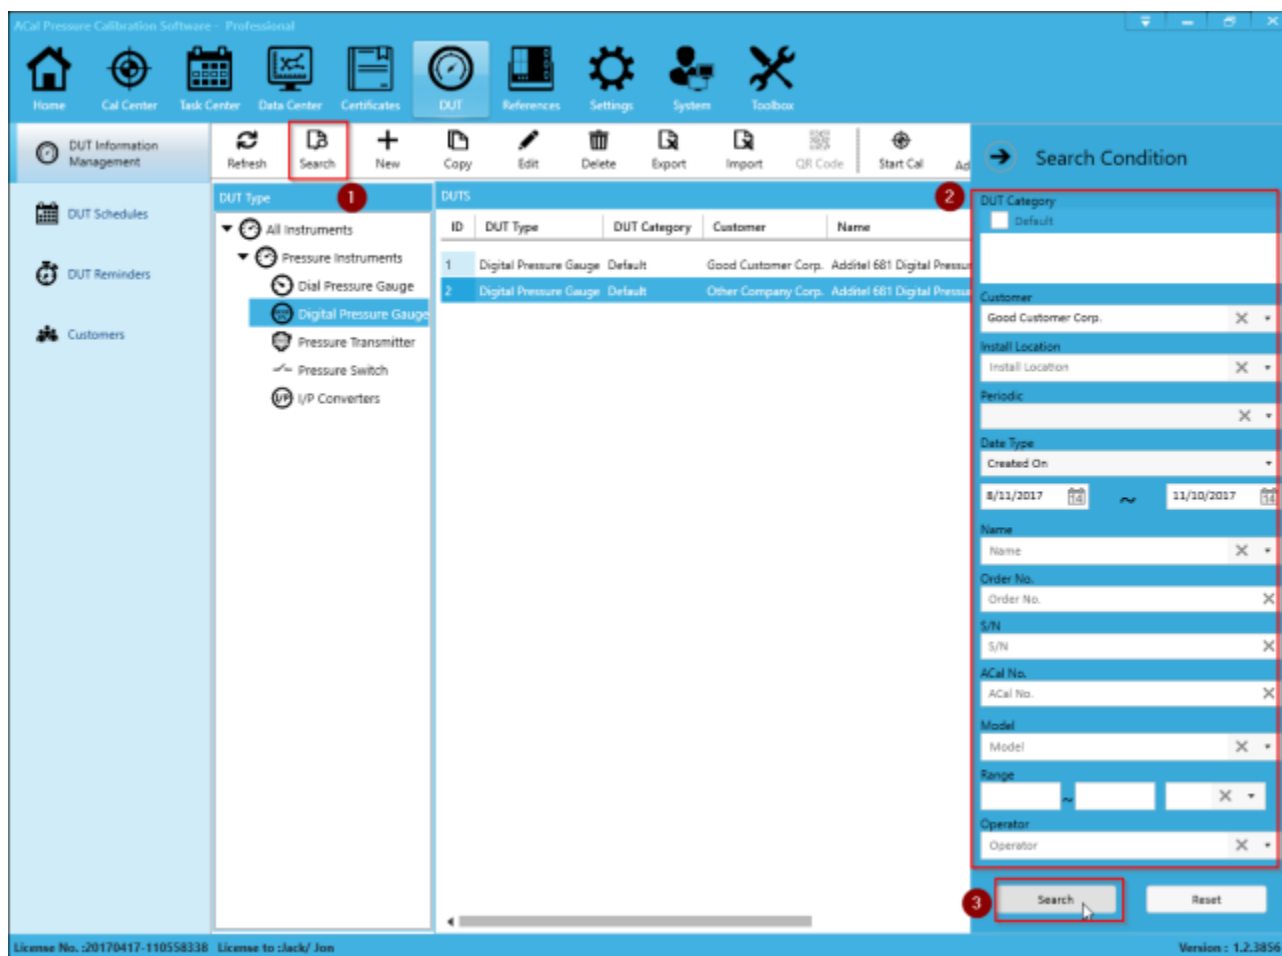 ACal Pressure Calibration Software - Professional
Home Cal Center Task Center Data Center Certificates DUT References Settings System Toolbox
DUT Information Management
DUT Schedules
DUT Reminders
Customers
Refresh Search New Copy Edit Delete Export Import QR Code Start Cal Ad
1
DUT Type
All Instruments
Pressure Instruments
Dial Pressure Gauge
Digital Pressure Gauge
Pressure Transmitter
Pressure Switch
I/P Converters
DUTS
ID DUT Type DUT Category Customer Name
1 Digital Pressure Gauge Default Good Customer Corp. Additel 681 Digital Pressu
2 Digital Pressure Gauge Default Other Company Corp. Additel 681 Digital Pressu
Search Condition
2
DUT Category
Default
Customer
Good Customer Corp.
Install Location
Install Location
Periodic
Date Type
Created On
8/11/2017 14 ~ 11/10/2017 14
Name
Name
Order No.
Order No.
S/N
S/N
ACal No.
ACal No.
Model
Model
Range
~
Operator
Operator
3
Search Reset
License No. :20170417-110558338 License to :Jack/ Jon
Version : 1.2.3856